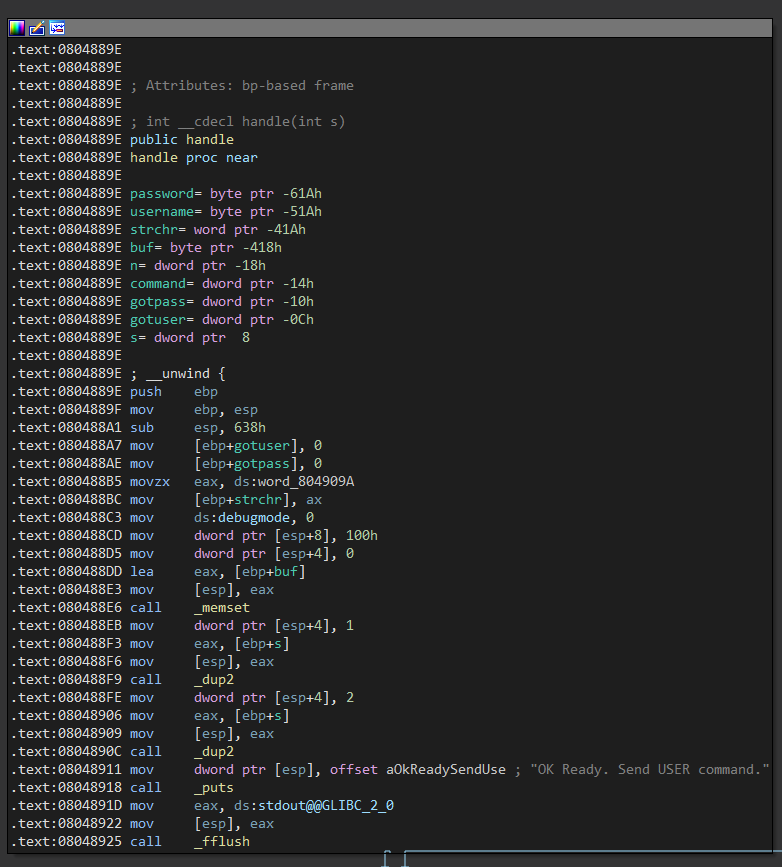 .text:0804889E
.text:0804889E
.text:0804889E ; Attributes: bp-based frame
.text:0804889E
.text:0804889E ; int __cdecl handle(int s)
.text:0804889E public handle
.text:0804889E handle proc near
.text:0804889E
.text:0804889E password= byte ptr -61Ah
.text:0804889E username= byte ptr -51Ah
.text:0804889E strchr= word ptr -41Ah
.text:0804889E buf= byte ptr -418h
.text:0804889E n= dword ptr -18h
.text:0804889E command= dword ptr -14h
.text:0804889E gotpass= dword ptr -10h
.text:0804889E gotuser= dword ptr -0Ch
.text:0804889E s= dword ptr  8
.text:0804889E
.text:0804889E ; __unwind {
.text:0804889E push    ebp
.text:0804889F mov     ebp, esp
.text:080488A1 sub     esp, 638h
.text:080488A7 mov     [ebp+gotuser], 0
.text:080488AE mov     [ebp+gotpass], 0
.text:080488B5 movzx   eax, ds:word_804909A
.text:080488BC mov     [ebp+strchr], ax
.text:080488C3 mov     ds:debugmode, 0
.text:080488CD mov     dword ptr [esp+8], 100h
.text:080488D5 mov     dword ptr [esp+4], 0
.text:080488DD lea     eax, [ebp+buf]
.text:080488E3 mov     [esp], eax
.text:080488E6 call    _memset
.text:080488EB mov     dword ptr [esp+4], 1
.text:080488F3 mov     eax, [ebp+s]
.text:080488F6 mov     [esp], eax
.text:080488F9 call    _dup2
.text:080488FE mov     dword ptr [esp+4], 2
.text:08048906 mov     eax, [ebp+s]
.text:08048909 mov     [esp], eax
.text:0804890C call    _dup2
.text:08048911 mov     dword ptr [esp], offset aOkReadySendUse ; "OK Ready. Send USER command."
.text:08048918 call    _puts
.text:0804891D mov     eax, ds:stdout@@GLIBC_2_0
.text:08048922 mov     [esp], eax
.text:08048925 call    _fflush